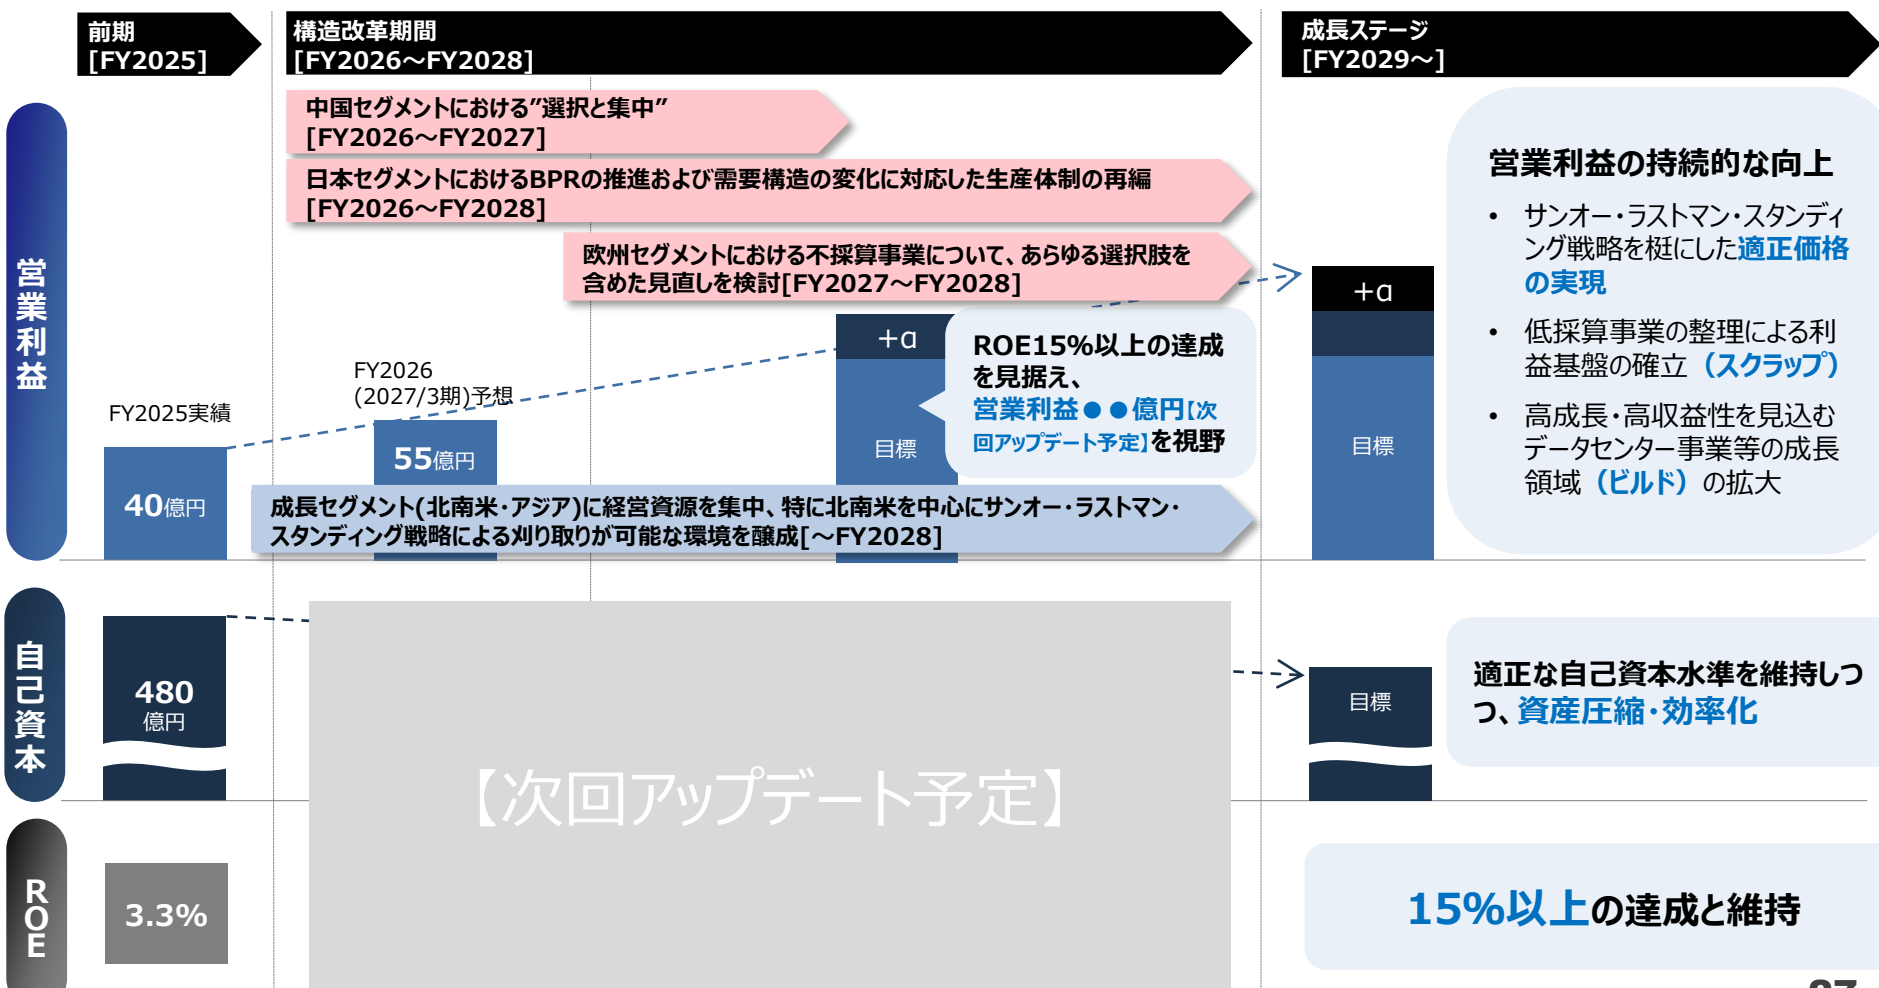 前期
[FY2025]
構造改革期間
[FY2026～FY2028]
成長ステージ
[FY2029～]
営業利益
中国セグメントにおける”選択と集中”
[FY2026～FY2027]
日本セグメントにおけるBPRの推進および需要構造の変化に対応した生産体制の再編
[FY2026～FY2028]
欧州セグメントにおける不採算事業について、あらゆる選択肢を
含めた見直しを検討[FY2027～FY2028]
FY2025実績
40億円
FY2026
(2027/3期)予想
55億円
+α
目標
ROE15%以上の達成
を見据え、
営業利益●●億円【次
回アップデート予定】を視野
成長セグメント(北南米・アジア)に経営資源を集中、特に北南米を中心にサンオー・ラストマン・
スタンディング戦略による刈り取りが可能な環境を醸成[～FY2028]
+α
目標
営業利益の持続的な向上
• サンオー・ラストマン・スタンディ
ング戦略を梃にした適正価格
の実現
• 低採算事業の整理による利
益基盤の確立（スクラップ）
• 高成長・高収益性を見込む
データセンター事業等の成長
領域（ビルド）の拡大
自己資本
480
億円
【次回アップデート予定】
目標
適正な自己資本水準を維持しつ
つ、資産圧縮・効率化
ROE
3.3%
15%以上の達成と維持